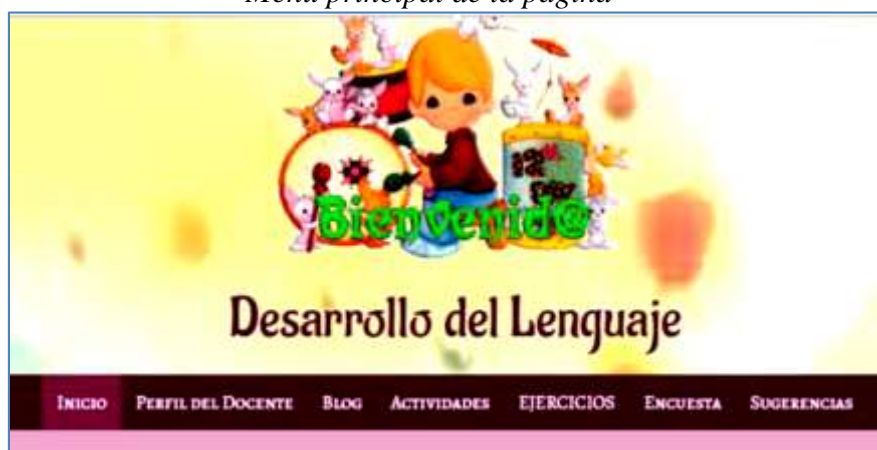 Menú principal de la página
Bienvenid@
Desarrollo del Lenguaje
INICIO PERFIL DEL DOCENTE BLOG ACTIVIDADES EJERCICIOS ENCUESTA SUGERENCIAS